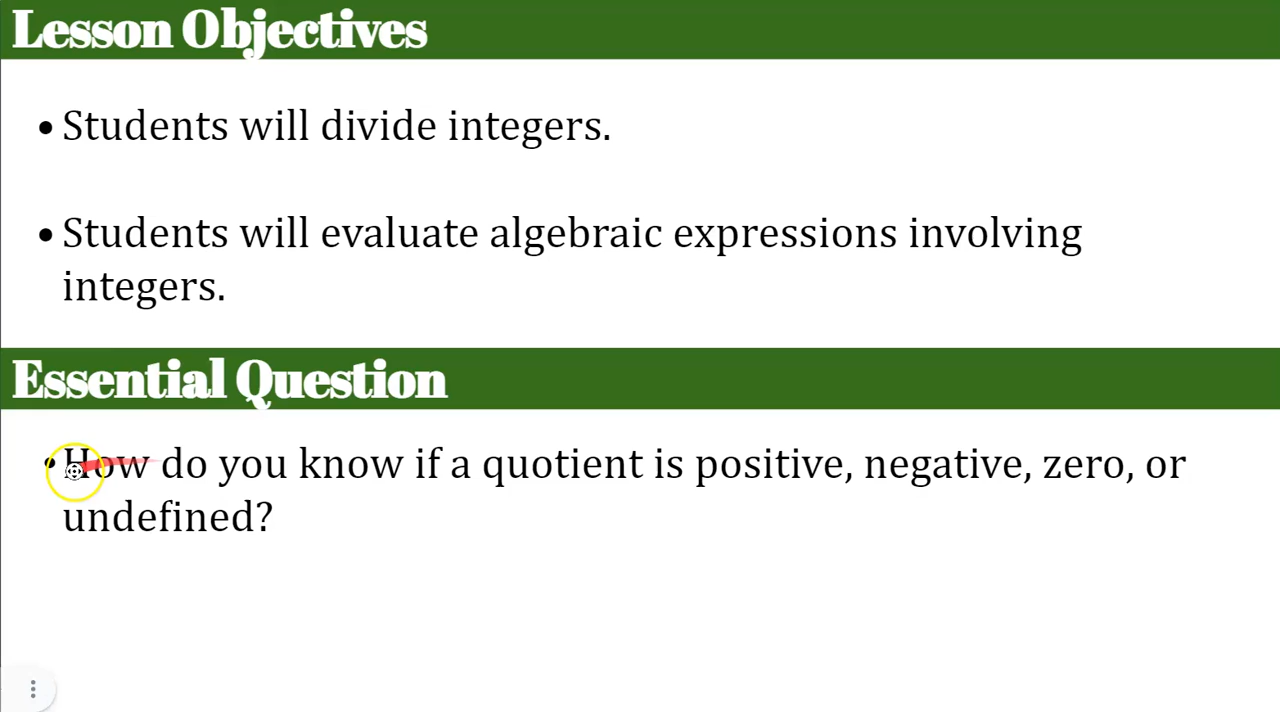 Lesson Objectives
• Students will divide integers.
• Students will evaluate algebraic expressions involving
integers.
Essential Question
• How do you know if a quotient is positive, negative, zero, or
undefined?